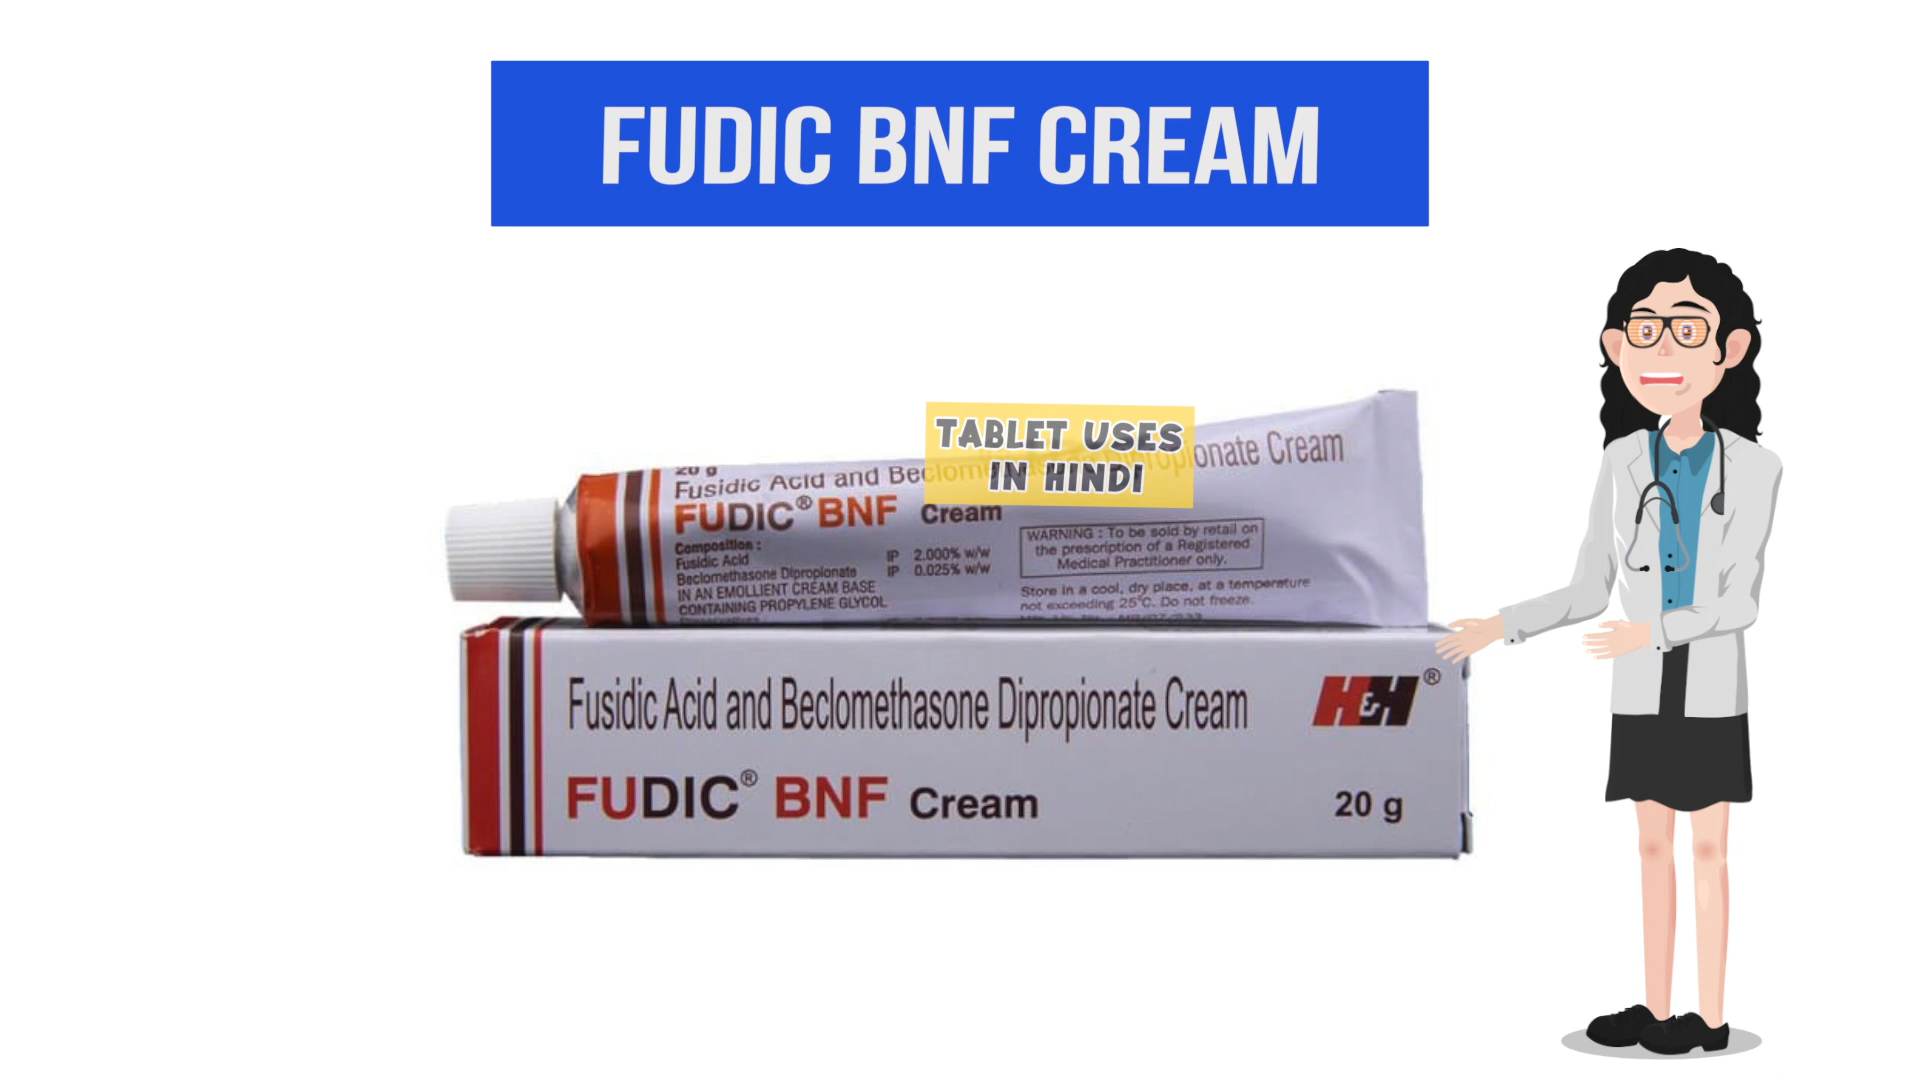 FUDIC BNF CREAM
TABLET USES
IN HINDI
20 g
Fusidic Acid and Beclom onate Cream
FUDIC® BNF Cream
Composition :
Fusidic Acid IP 2.000% w/w
Beclomethasone Dipropionate IP 0.025% w/w
IN AN EMOLLIENT CREAM BASE
CONTAINING PROPYLENE GLYCOL
WARNING : To be sold by retail on
the prescription of a Registered
Medical Practitioner only.
Store in a cool, dry place, at a temperature
not exceeding 25°C. Do not freeze.
Fusidic Acid and Beclomethasone Dipropionate Cream
H&H®
FUDIC® BNF Cream
20 g